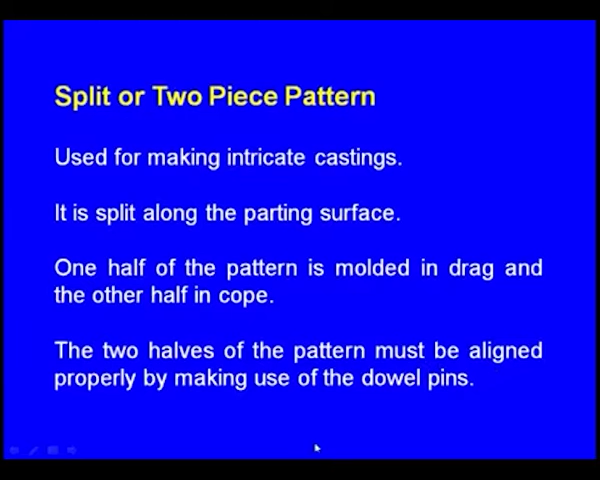 Split or Two Piece Pattern
Used for making intricate castings.
It is split along the parting surface.
One half of the pattern is molded in drag and
the other half in cope.
The two halves of the pattern must be aligned
properly by making use of the dowel pins.